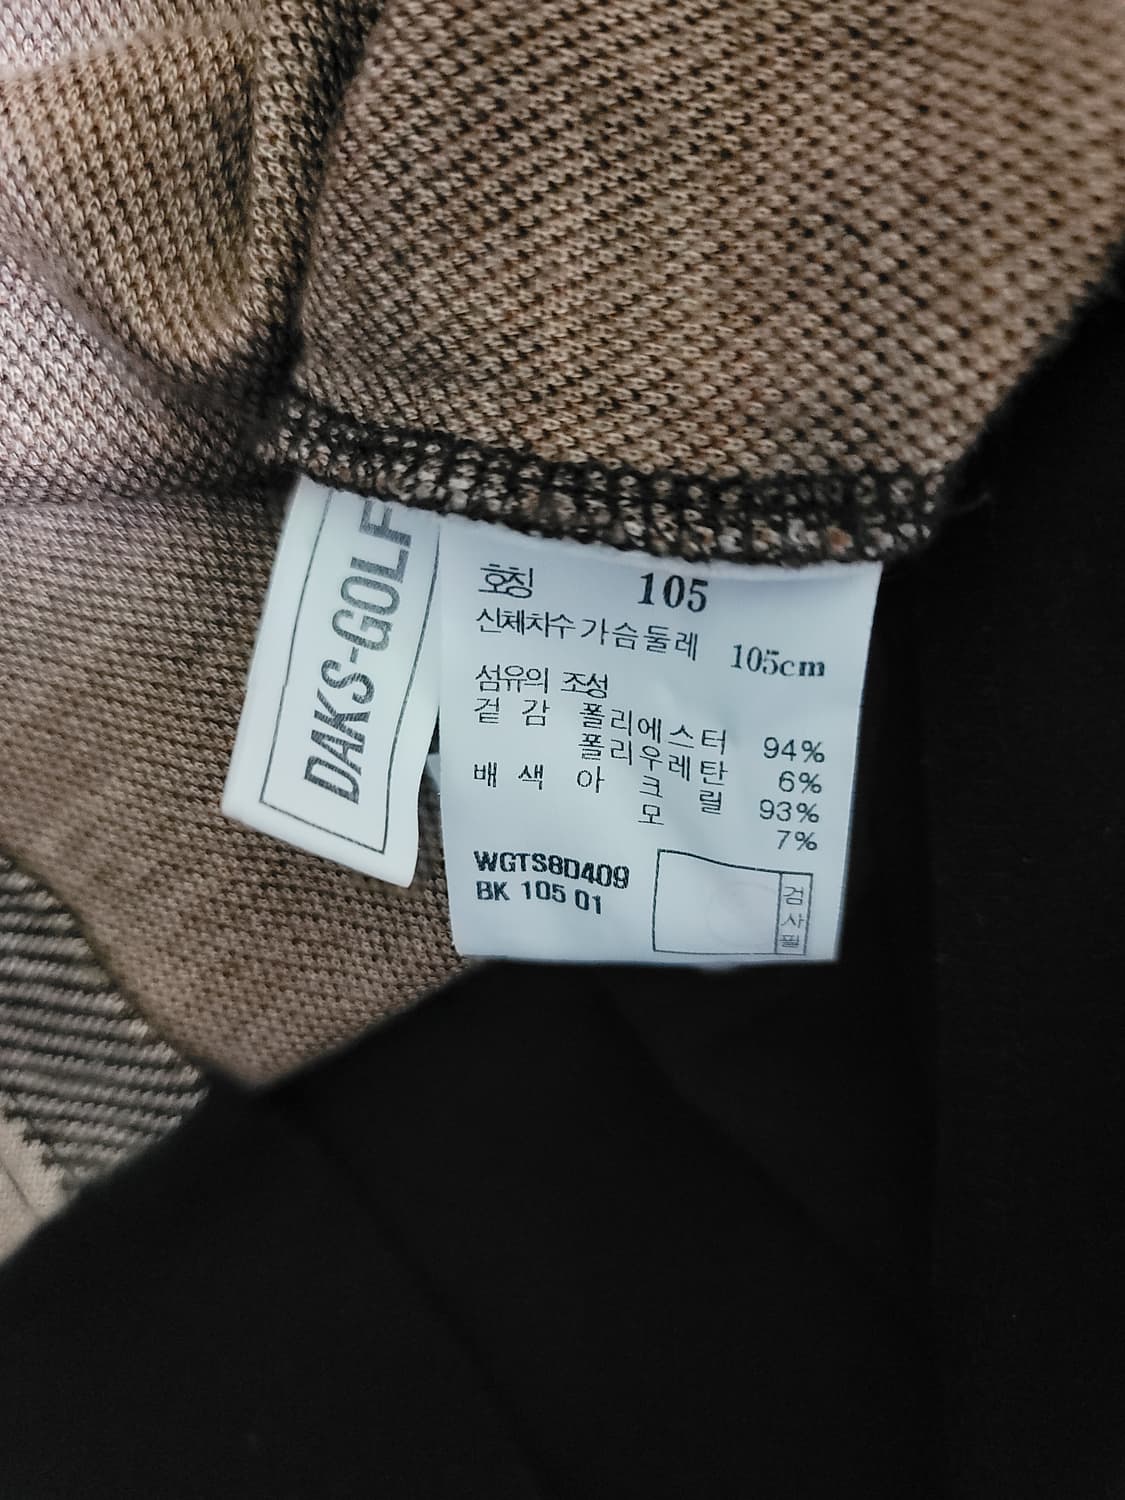 DAKS-GOLF
호칭 105
신체치수 가슴둘레 105cm
섬유의 조성
겉감 폴리에스터 94%
폴리우레탄 6%
배색 아크릴 93%
모 7%
WGTS8D409
BK 105 01
검사필